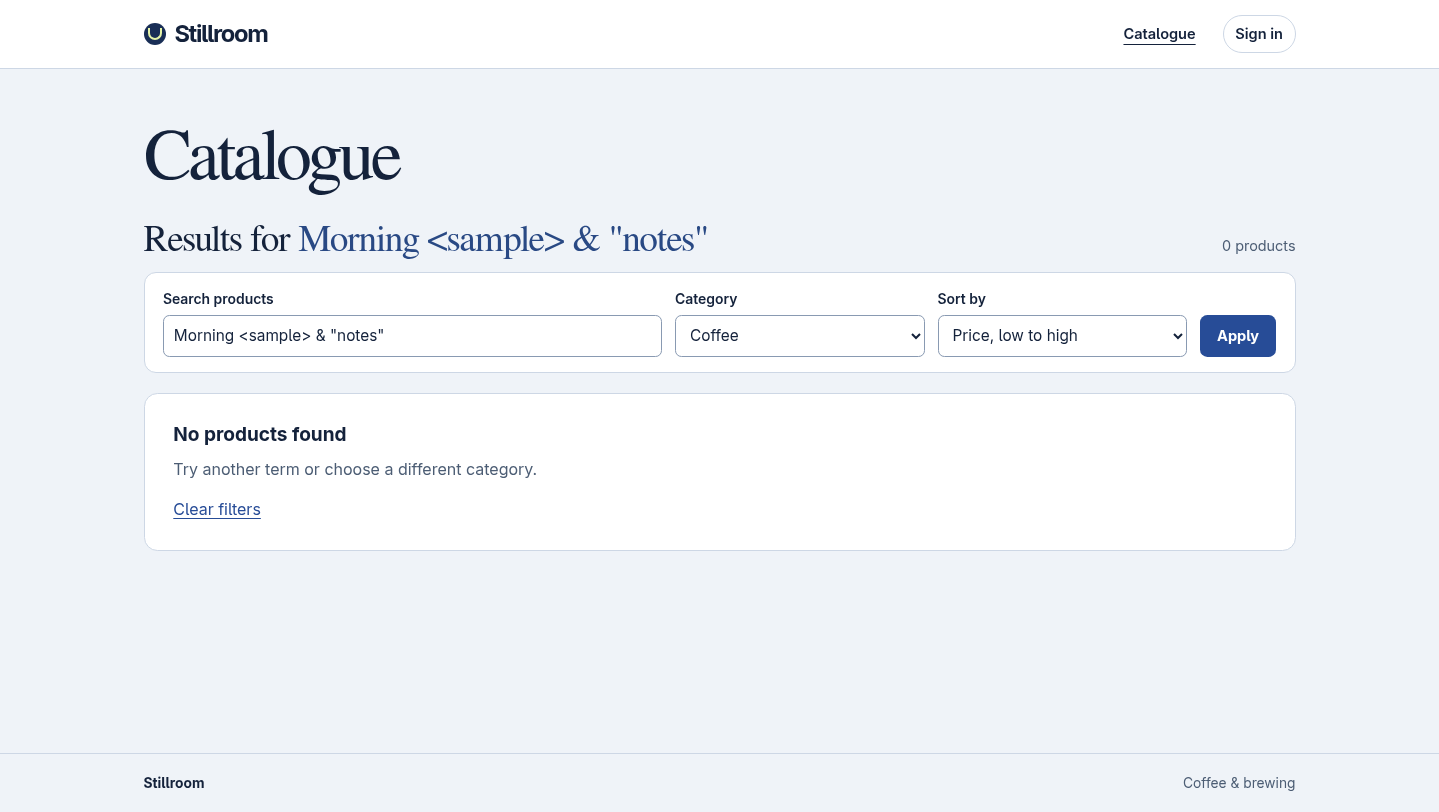 Stillroom
Catalogue
Sign in
Catalogue
Results for Morning <sample> & "notes"
0 products
Search products
Category
Sort by
Morning <sample> & "notes"
Coffee
Price, low to high
Apply
No products found
Try another term or choose a different category.
Clear filters
Stillroom
Coffee & brewing